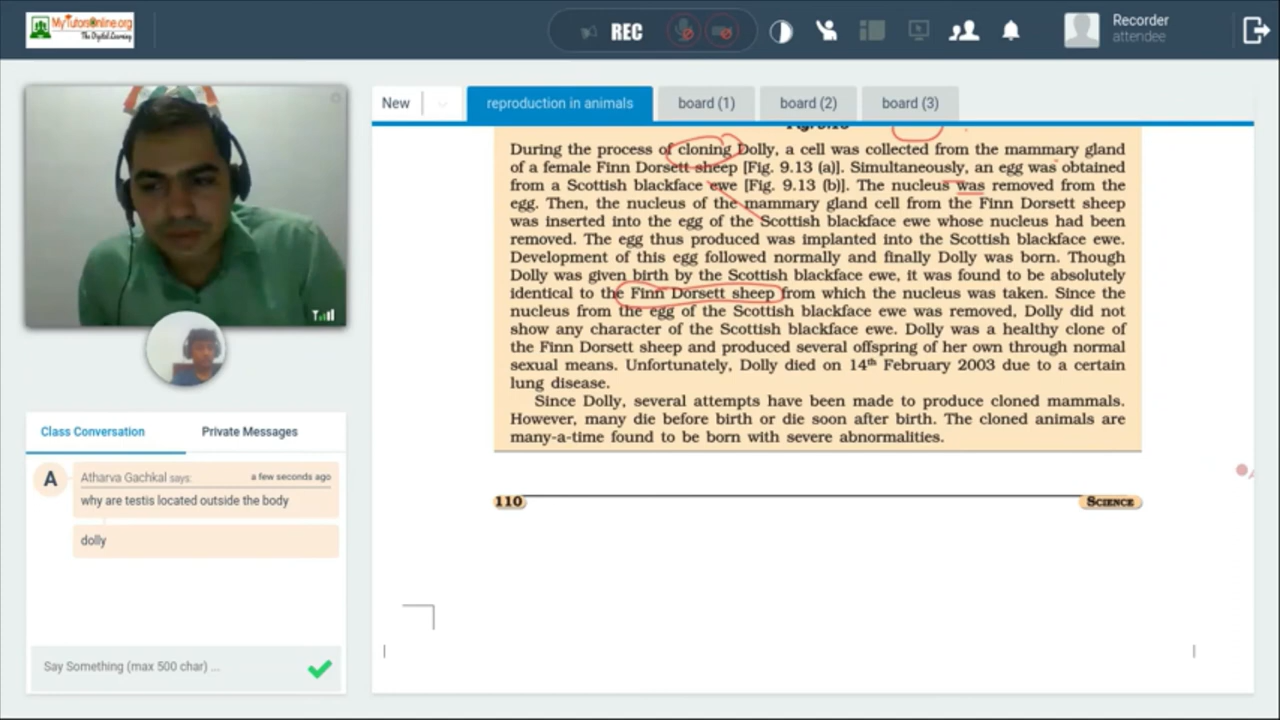 MyTutorsOnline.org
The Digital Learning
REC
Recorder
attendee
New
reproduction in animals
board (1)
board (2)
board (3)
During the process of cloning Dolly, a cell was collected from the mammary gland
of a female Finn Dorsett sheep [Fig. 9.13 (a)]. Simultaneously, an egg was obtained
from a Scottish blackface ewe [Fig. 9.13 (b)]. The nucleus was removed from the
egg. Then, the nucleus of the mammary gland cell from the Finn Dorsett sheep
was inserted into the egg of the Scottish blackface ewe whose nucleus had been
removed. The egg thus produced was implanted into the Scottish blackface ewe.
Development of this egg followed normally and finally Dolly was born. Though
Dolly was given birth by the Scottish blackface ewe, it was found to be absolutely
identical to the Finn Dorsett sheep from which the nucleus was taken. Since the
nucleus from the egg of the Scottish blackface ewe was removed, Dolly did not
show any character of the Scottish blackface ewe. Dolly was a healthy clone of
the Finn Dorsett sheep and produced several offspring of her own through normal
sexual means. Unfortunately, Dolly died on 14th February 2003 due to a certain
lung disease.
Since Dolly, several attempts have been made to produce cloned mammals.
However, many die before birth or die soon after birth. The cloned animals are
many-a-time found to be born with severe abnormalities.
110
SCIENCE
Class Conversation
Private Messages
A
Atharva Gachkal says:
a few seconds ago
why are testis located outside the body
dolly
Say Something (max 500 char) ...